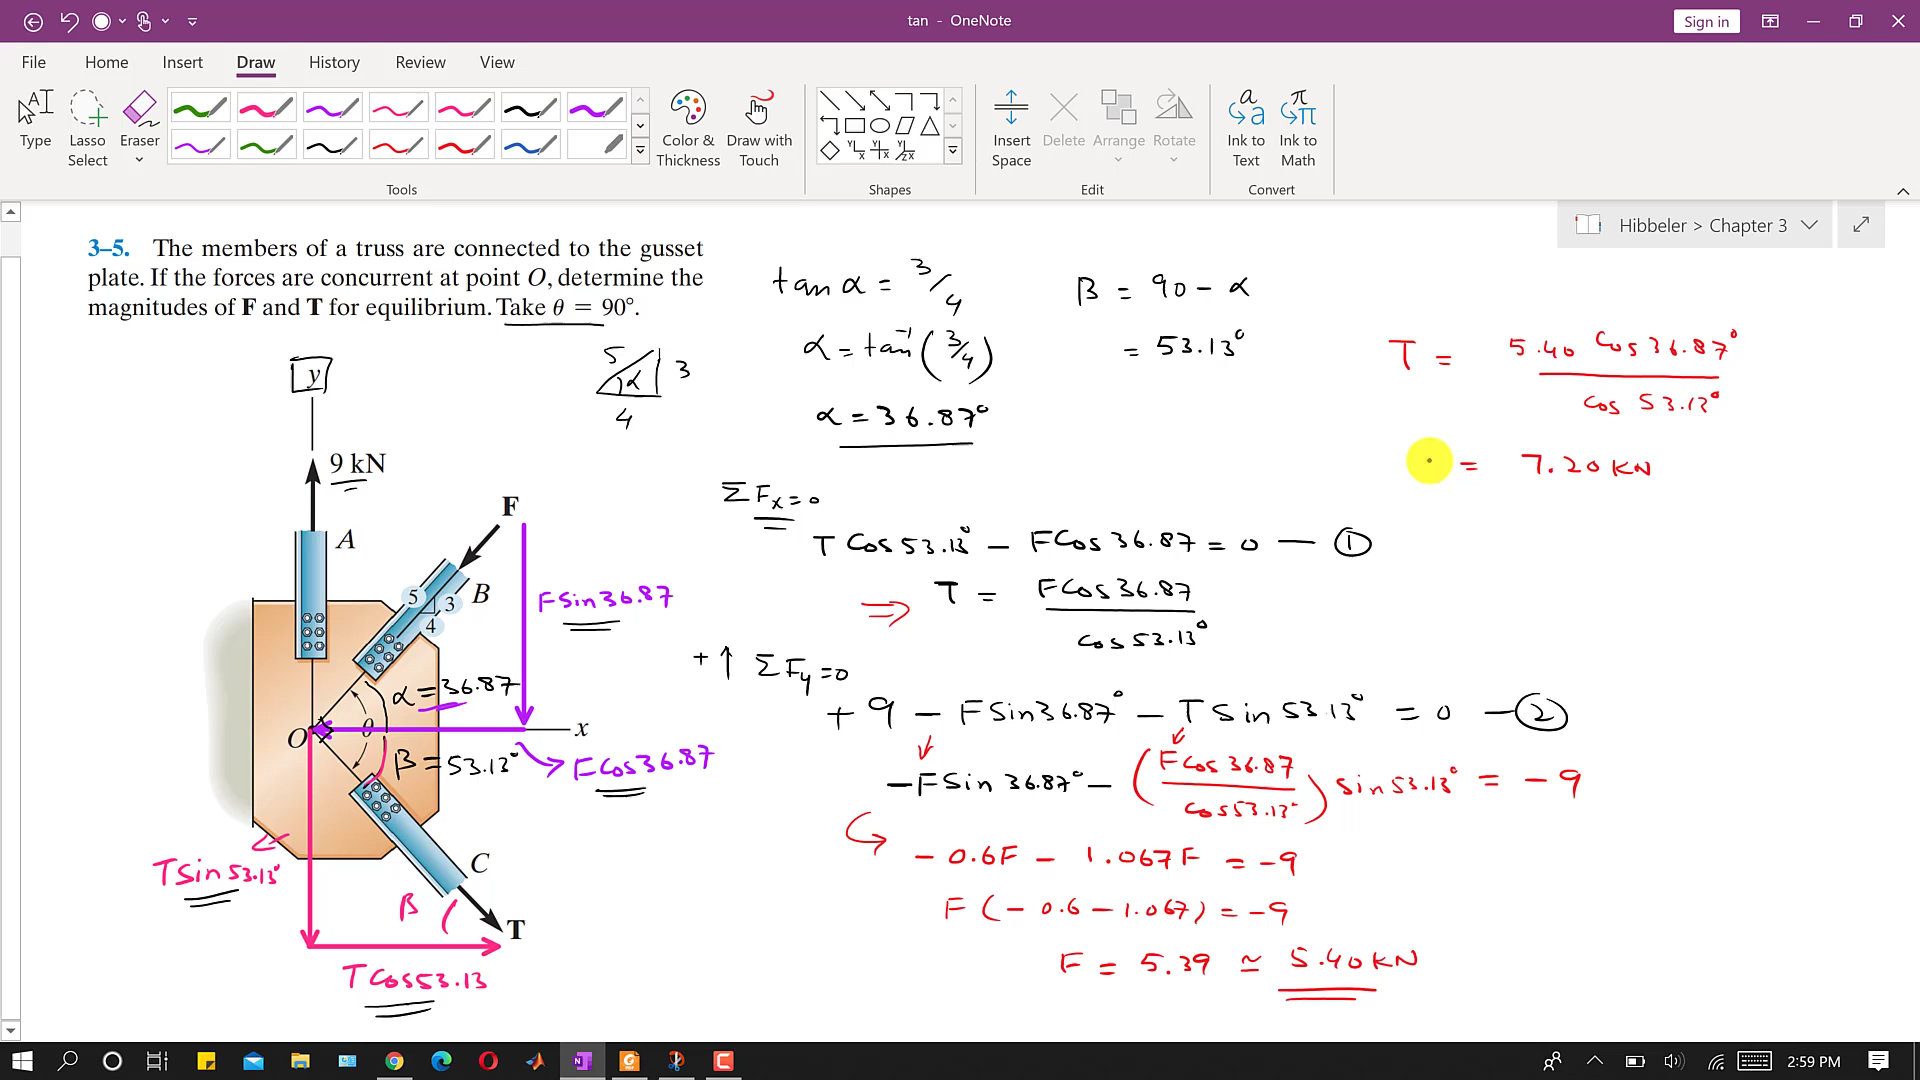 tan - OneNote
Sign in
File Home Insert Draw History Review View
Type
Lasso Select
Eraser
Color & Thickness
Draw with Touch
Insert Space
Delete
Arrange
Rotate
Ink to Text
Ink to Math
Tools
Shapes
Edit
Convert
Hibbeler > Chapter 3
3–5. The members of a truss are connected to the gusset
plate. If the forces are concurrent at point O, determine the
magnitudes of F and T for equilibrium. Take θ = 90°.
5 α 3
4
y
9 kN
A
F
B
5 3
4
F Sin 36.87
α = 36.87
O θ x
β = 53.13°
F Cos 36.87
C
T sin 53.13°
β
T
T Cos 53.13
tan α = 3/4
α = tan⁻¹ (3/4)
α = 36.87°
β = 90 - α
= 53.13°
ΣFx = 0
T Cos 53.13° - F Cos 36.87 = 0 — ①
⇒ T = F Cos 36.87
Cos 53.13°
+ ↑ ΣFy = 0
+ 9 - F Sin 36.87° - T Sin 53.13° = 0 — ②
- F Sin 36.87° - (F Cos 36.87 / Cos 53.13°) sin 53.13° = - 9
- 0.6F - 1.067F = -9
F (- 0.6 - 1.067) = -9
F = 5.39 ≃ 5.40 KN
T = 5.40 Cos 36.87°
Cos 53.13°
= 7.20 KN
2:59 PM